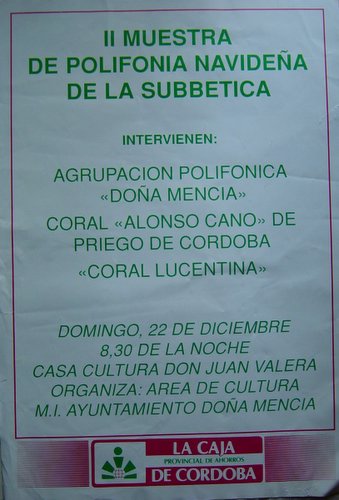 II MUESTRA
DE POLIFONIA NAVIDEÑA
DE LA SUBBETICA
INTERVIENEN:
AGRUPACION POLIFONICA
«DOÑA MENCIA»
CORAL «ALONSO CANO» DE
PRIEGO DE CORDOBA
«CORAL LUCENTINA»
DOMINGO, 22 DE DICIEMBRE
8,30 DE LA NOCHE
CASA CULTURA DON JUAN VALERA
ORGANIZA: AREA DE CULTURA
M.I. AYUNTAMIENTO DOÑA MENCIA
LA CAJA
PROVINCIAL DE AHORROS
DE CORDOBA